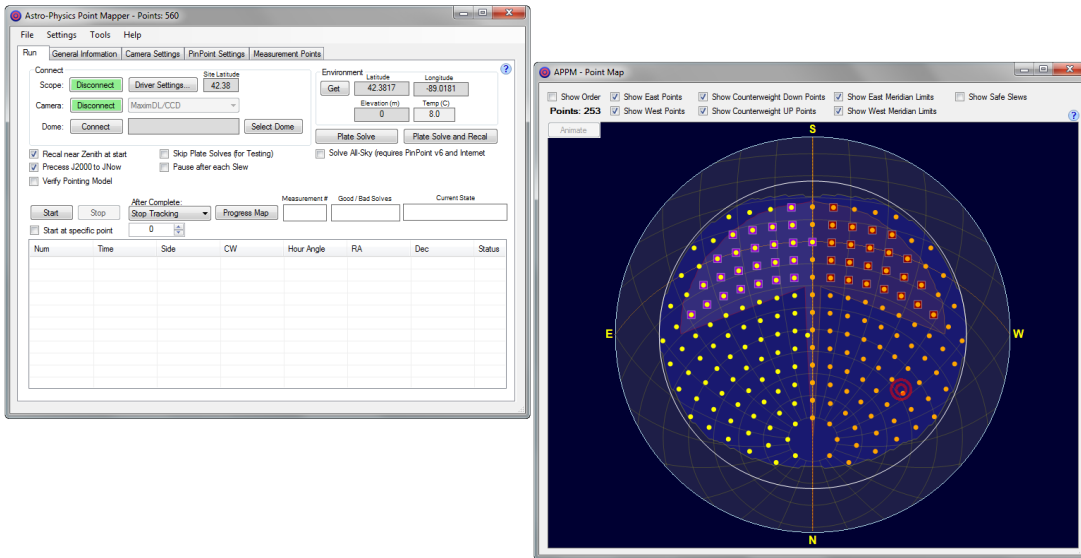 Astro-Physics Point Mapper - Points: 560
File Settings Tools Help
Run General Information Camera Settings PinPoint Settings Measurement Points
Connect
Site Latitude
Scope: Disconnect Driver Settings... 42.38
Camera: Disconnect MaximDL/CCD
Dome: Connect Select Dome
Environment
Latitude Longitude
Get 42.3817 -89.0181
Elevation (m) Temp (C)
0 8.0
Plate Solve Plate Solve and Recal
?
Recal near Zenith at start Skip Plate Solves (for Testing) Solve All-Sky (requires PinPoint v6 and Internet
Precess J2000 to JNow Pause after each Slew
Verify Pointing Model
After Complete: Measurement # Good / Bad Solves Current State
Start Stop Stop Tracking Progress Map
Start at specific point 0
Num Time Side CW Hour Angle RA Dec Status
APPM - Point Map
Show Order Show East Points Show Counterweight Down Points Show East Meridian Limits Show Safe Slews
Points: 253 Show West Points Show Counterweight UP Points Show West Meridian Limits
?
Animate
S
E
W
N